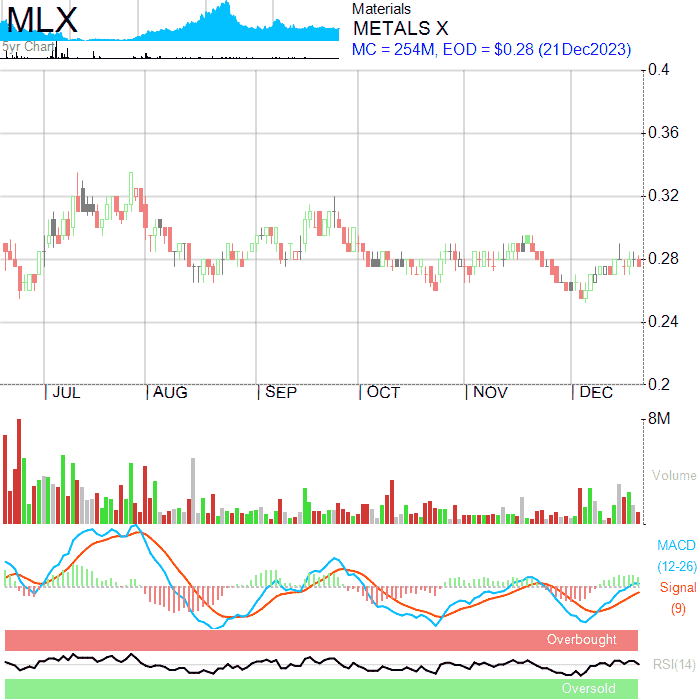 MLX
5yr Chart
Materials
METALS X
MC = 254M, EOD = $0.28 (21Dec2023)
0.4
0.36
0.32
0.28
0.24
0.2
JUL AUG SEP OCT NOV DEC
8M
Volume
MACD
(12-26)
Signal
(9)
Overbought
RSI(14)
Oversold